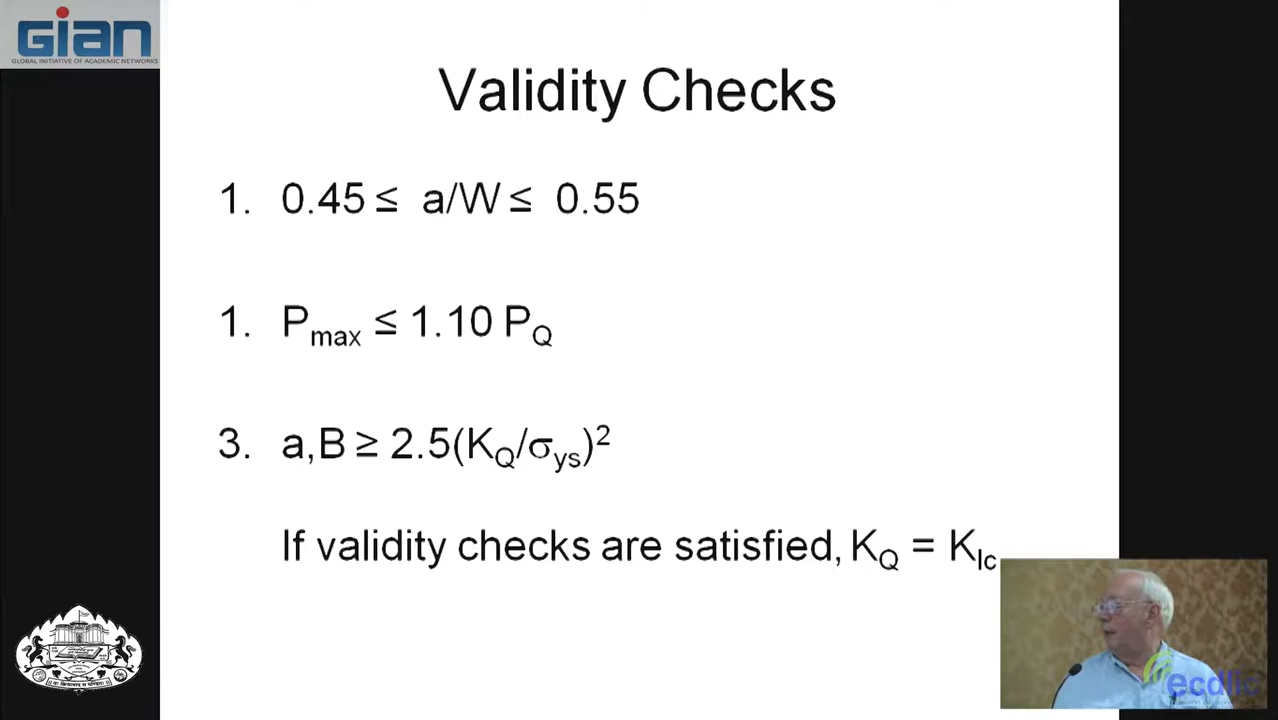 GIAN
GLOBAL INITIATIVE OF ACADEMIC NETWORKS
Validity Checks
1. 0.45 ≤ a/W ≤ 0.55
1. Pmax ≤ 1.10 PQ
3. a,B ≥ 2.5(KQ/σys)²
If validity checks are satisfied, KQ = KIc
ecdlic